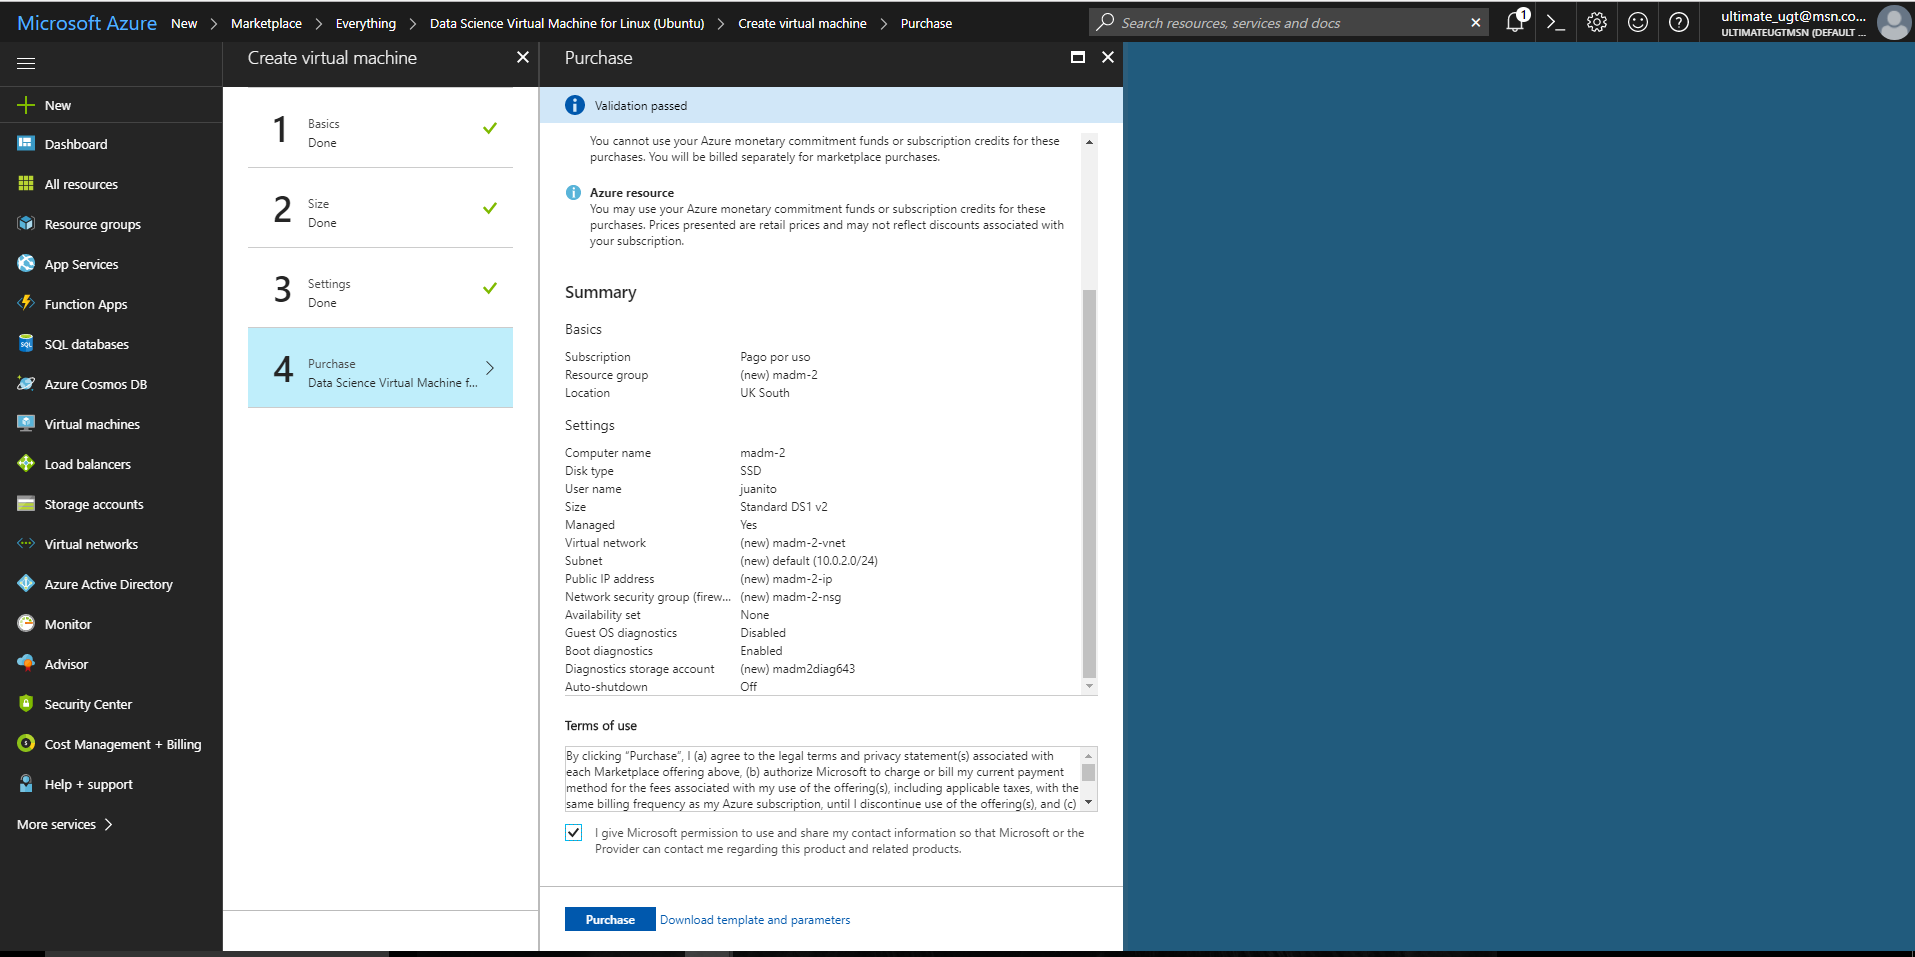 Microsoft Azure New Marketplace Everything Data Science Virtual Machine for Linux (Ubuntu) Create virtual machine Purchase
Search resources, services and docs
1
ultimate_ugt@msn.co...
ULTIMATEUGTMSN (DEFAULT ...
New
Dashboard
All resources
Resource groups
App Services
Function Apps
SQL databases
Azure Cosmos DB
Virtual machines
Load balancers
Storage accounts
Virtual networks
Azure Active Directory
Monitor
Advisor
Security Center
Cost Management + Billing
Help + support
More services
Create virtual machine
1 Basics
Done
2 Size
Done
3 Settings
Done
4 Purchase
Data Science Virtual Machine f...
Purchase
Validation passed
You cannot use your Azure monetary commitment funds or subscription credits for these
purchases. You will be billed separately for marketplace purchases.
Azure resource
You may use your Azure monetary commitment funds or subscription credits for these
purchases. Prices presented are retail prices and may not reflect discounts associated with
your subscription.
Summary
Basics
Subscription Pago por uso
Resource group (new) madm-2
Location UK South
Settings
Computer name madm-2
Disk type SSD
User name juanito
Size Standard DS1 v2
Managed Yes
Virtual network (new) madm-2-vnet
Subnet (new) default (10.0.2.0/24)
Public IP address (new) madm-2-ip
Network security group (firew... (new) madm-2-nsg
Availability set None
Guest OS diagnostics Disabled
Boot diagnostics Enabled
Diagnostics storage account (new) madm2diag643
Auto-shutdown Off
Terms of use
By clicking "Purchase", I (a) agree to the legal terms and privacy statement(s) associated with
each Marketplace offering above, (b) authorize Microsoft to charge or bill my current payment
method for the fees associated with my use of the offering(s), including applicable taxes, with the
same billing frequency as my Azure subscription, until I discontinue use of the offering(s), and (c)
I give Microsoft permission to use and share my contact information so that Microsoft or the
Provider can contact me regarding this product and related products.
Purchase Download template and parameters